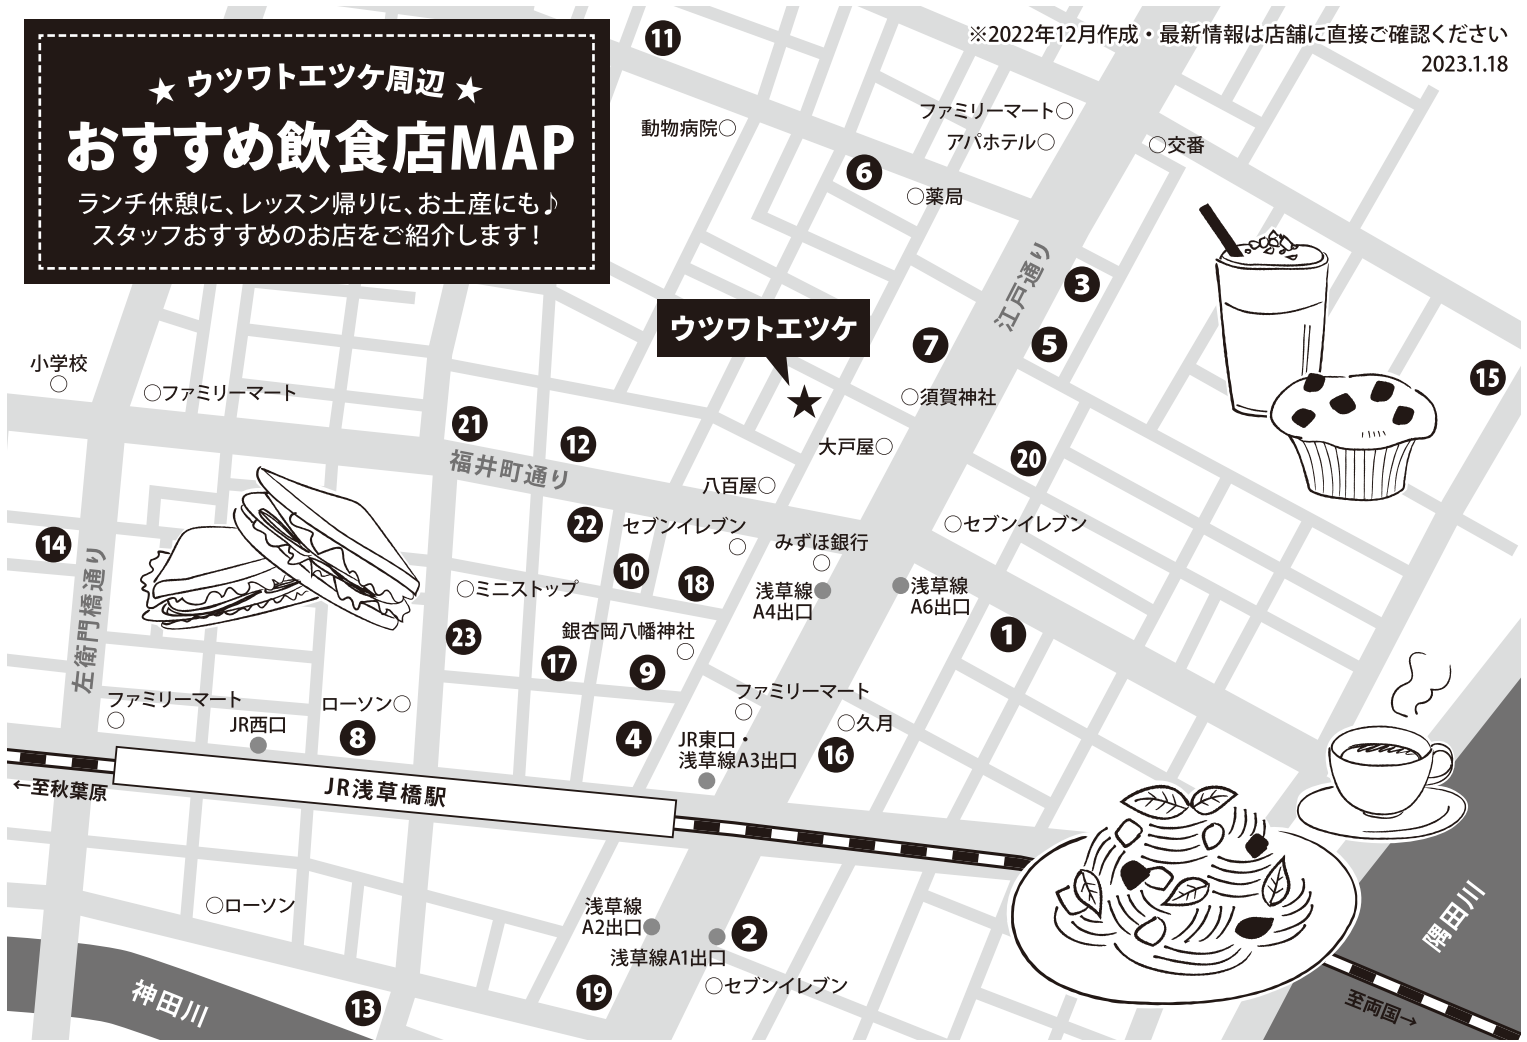 ウツワトエツケ周辺
おすすめ飲食店MAP
ランチ休憩に、レッスン帰りに、お土産にも♪
スタッフおすすめのお店をご紹介します！
※2022年12月作成・最新情報は店舗に直接ご確認ください
2023.1.18
11
動物病院
ファミリーマート
アパホテル
交番
6
薬局
江戸通り
3
ウツワトエツケ
7
5
小学校
ファミリーマート
須賀神社
15
21
12
大戸屋
20
福井町通り
八百屋
22
セブンイレブン
セブンイレブン
14
みずほ銀行
10
18
ミニストップ
浅草線
A4出口
浅草線
A6出口
左衛門橋通り
23
銀杏岡八幡神社
1
17
9
ファミリーマート
ローソン
ファミリーマート
JR西口
8
4
久月
JR東口・
浅草線A3出口
16
←至秋葉原
JR浅草橋駅
ローソン
浅草線
A2出口
2
浅草線A1出口
隅田川
神田川
13
19
セブンイレブン
至両国→